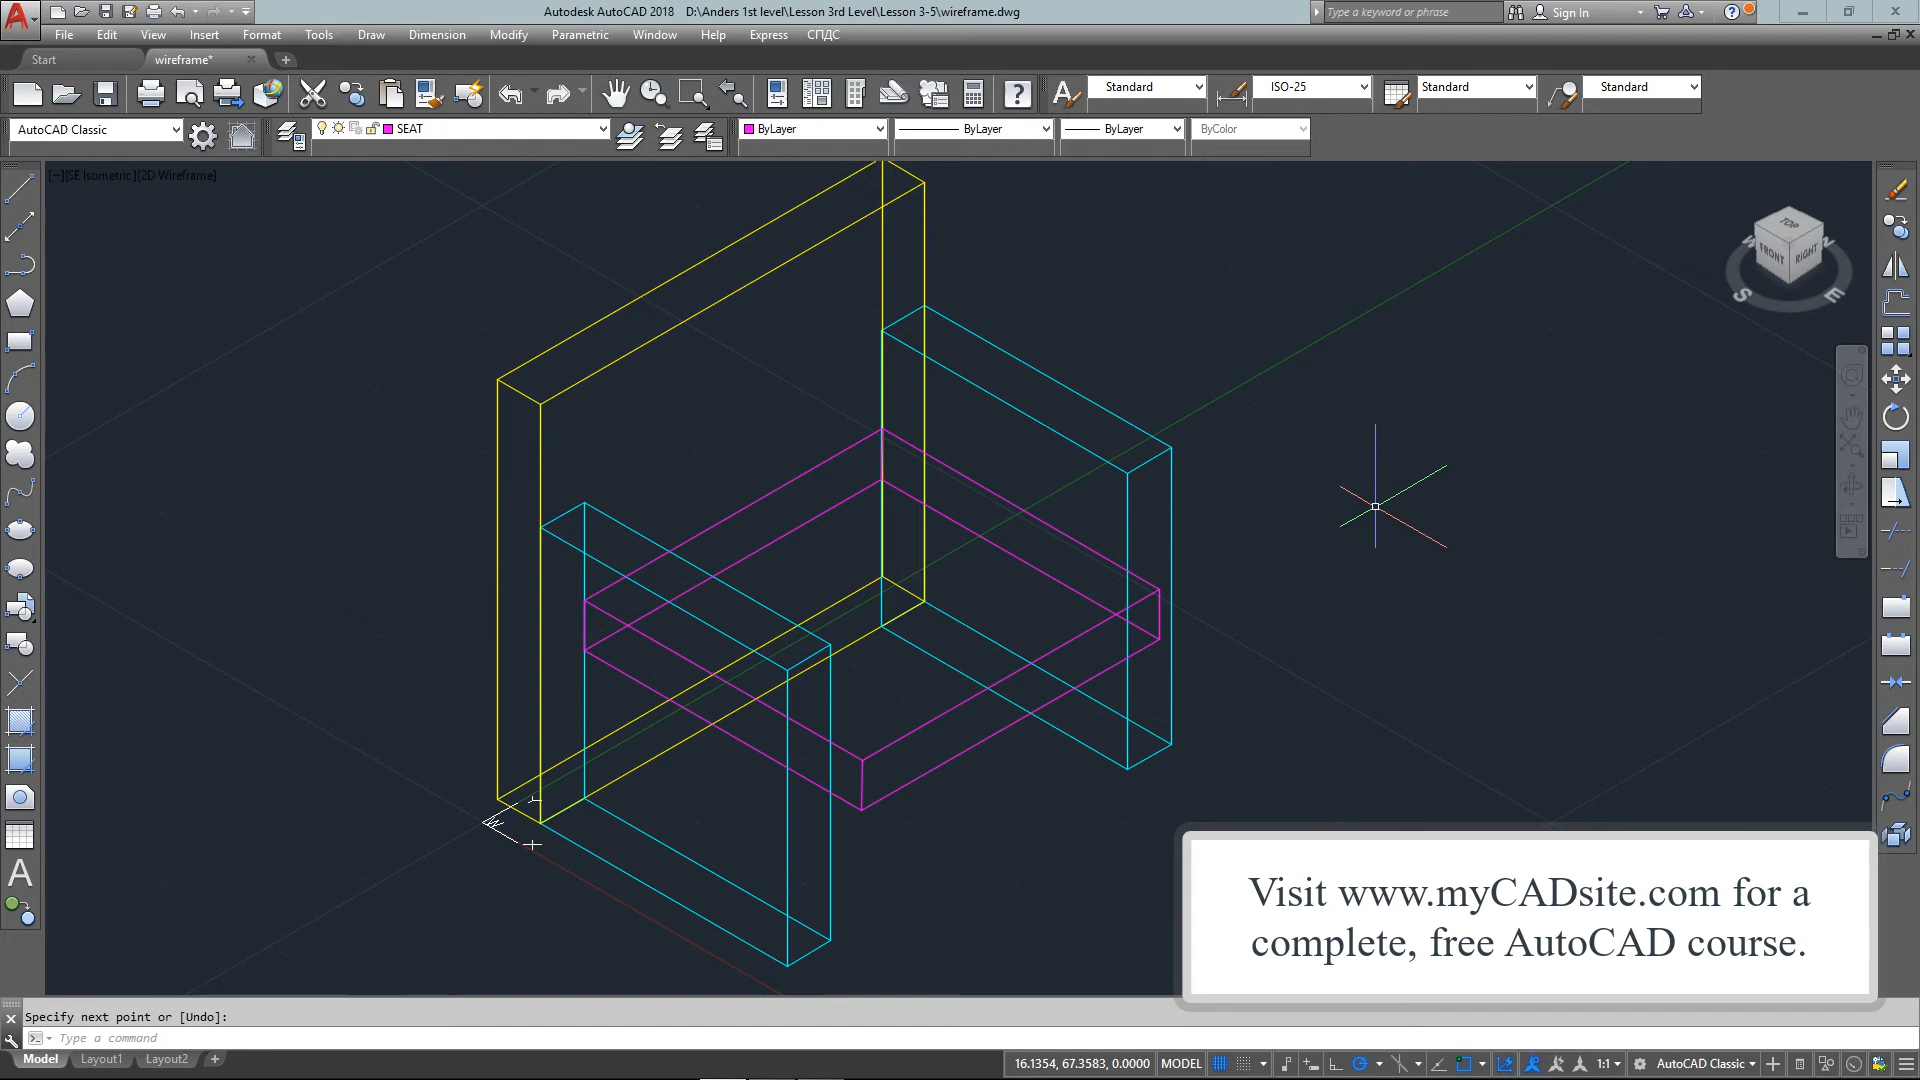 Autodesk AutoCAD 2018 D:\Anders 1st level\Lesson 3rd Level\Lesson 3-5\wireframe.dwg
Type a keyword or phrase
Sign In
File Edit View Insert Format Tools Draw Dimension Modify Parametric Window Help Express СПДС
Start
wireframe*
Standard
ISO-25
Standard
Standard
AutoCAD Classic
SEAT
ByLayer
ByLayer
ByLayer
ByColor
[−][SE Isometric][2D Wireframe]
TOP
FRONT
RIGHT
S
E
W
Visit www.myCADsite.com for a
complete, free AutoCAD course.
Specify next point or [Undo]:
Type a command
Model
Layout1
Layout2
16.1354, 67.3583, 0.0000
MODEL
1:1
AutoCAD Classic